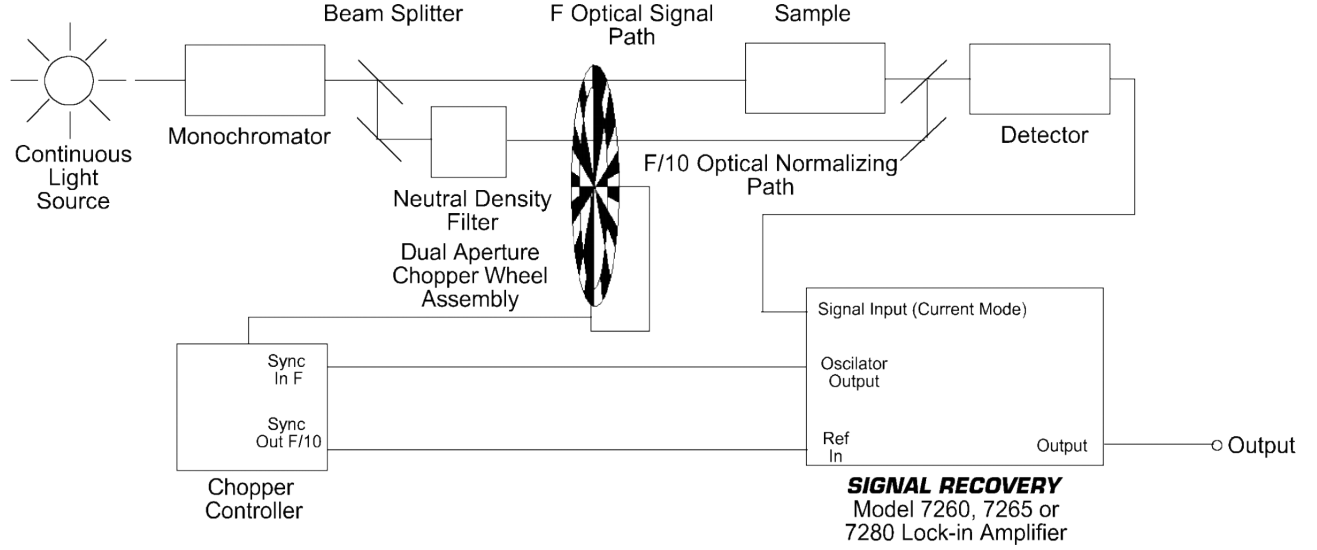 Beam Splitter
F Optical Signal
Path
Sample
Monochromator
Detector
Continuous
Light
Source
F/10 Optical Normalizing
Path
Neutral Density
Filter
Dual Aperture
Chopper Wheel
Assembly
Signal Input (Current Mode)
Sync
In F
Oscilator
Output
Sync
Out F/10
Ref
In
Output
Output
Chopper
Controller
SIGNAL RECOVERY
Model 7260, 7265 or
7280 Lock-in Amplifier